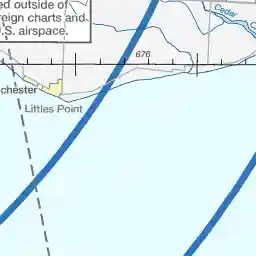 ed outside of
reign charts and
.S. airspace.
Cedar
C
676
chester
Littles Point